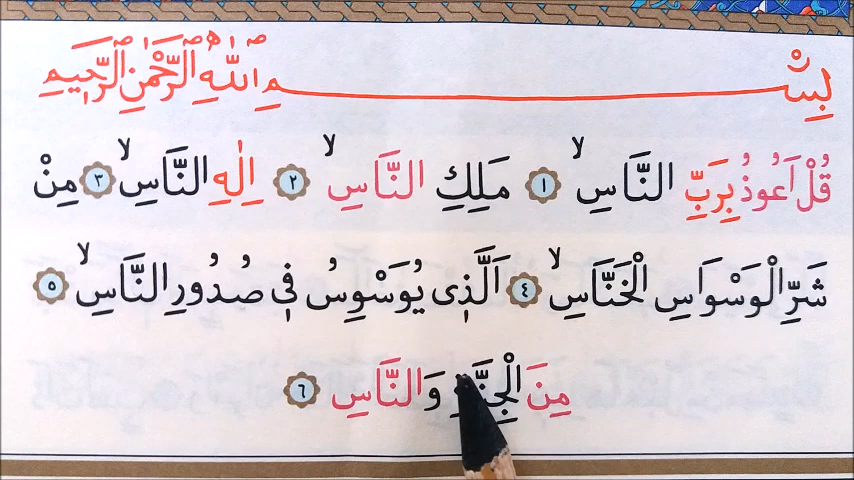 بِسْمِ اللّٰهِ الرَّحْمٰنِ الرَّحٖيمِ
قُلْ اَعُوذُ بِرَبِّ النَّاسِۙ ١ مَلِكِ النَّاسِۙ ٢ اِلٰهِ النَّاسِۙ ٣ مِنْ
شَرِّ الْوَسْوَاسِ الْخَنَّاسِۙ ٤ اَلَّذٖى يُوَسْوِسُ فٖى صُدُورِ النَّاسِۙ ٥
مِنَ الْجِنَّةِ وَالنَّاسِ ٦